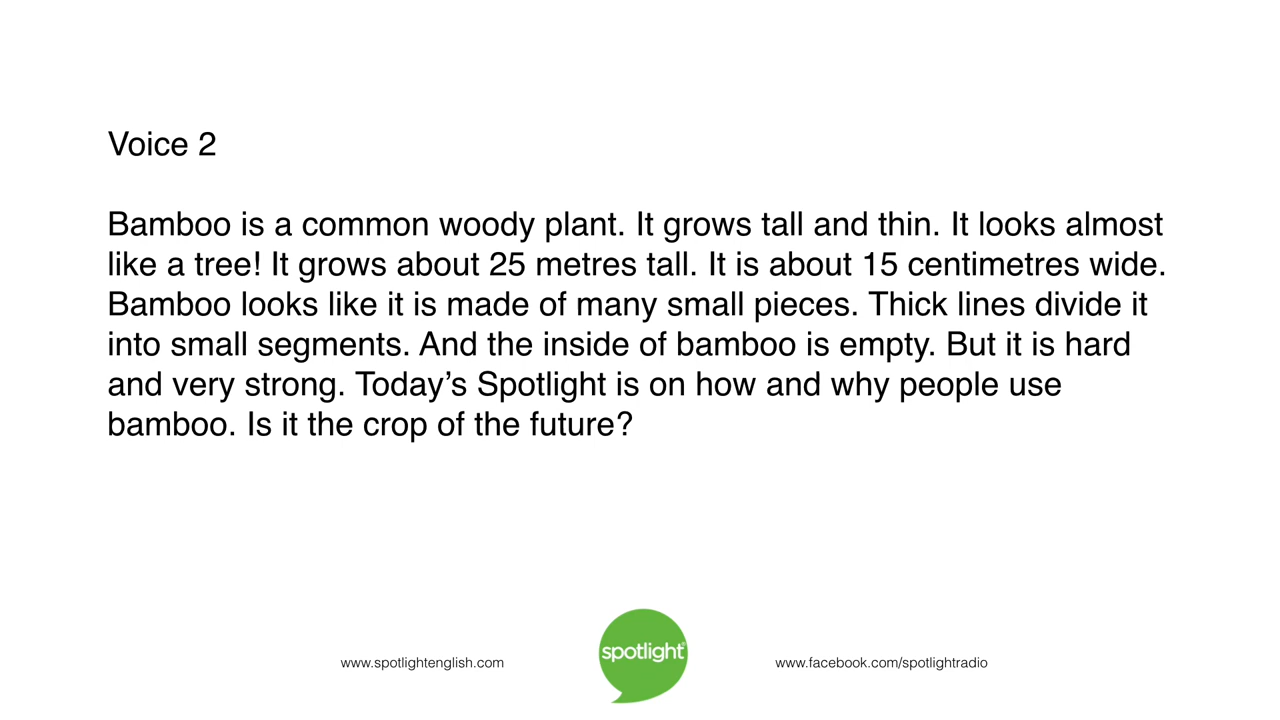 Voice 2
Bamboo is a common woody plant. It grows tall and thin. It looks almost
like a tree! It grows about 25 metres tall. It is about 15 centimetres wide.
Bamboo looks like it is made of many small pieces. Thick lines divide it
into small segments. And the inside of bamboo is empty. But it is hard
and very strong. Today’s Spotlight is on how and why people use
bamboo. Is it the crop of the future?
www.spotlightenglish.com
spotlight®
www.facebook.com/spotlightradio